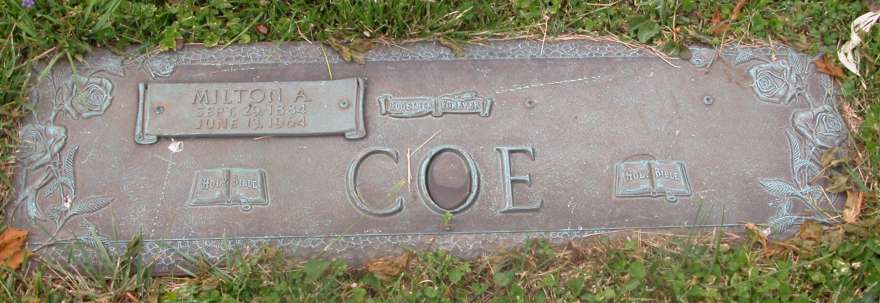 MILTON A.
SEPT. 29, 1884
JUNE 13, 1964
TOGETHER FOREVER
COE
HOLY BIBLE
HOLY BIBLE